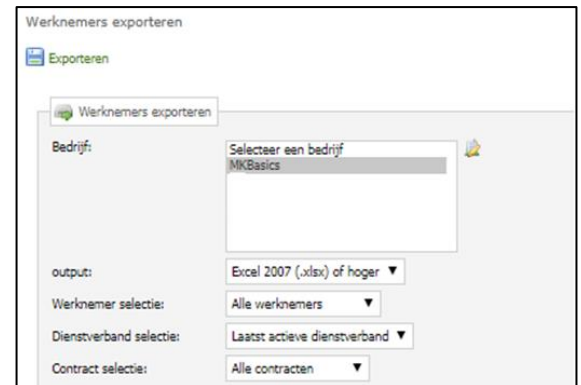 Werknemers exporteren
Exporteren
Werknemers exporteren
Bedrijf:
Selecteer een bedrijf
MKBasics
output:
Excel 2007 (.xlsx) of hoger
Werknemer selectie:
Alle werknemers
Dienstverband selectie:
Laatst actieve dienstverband
Contract selectie:
Alle contracten